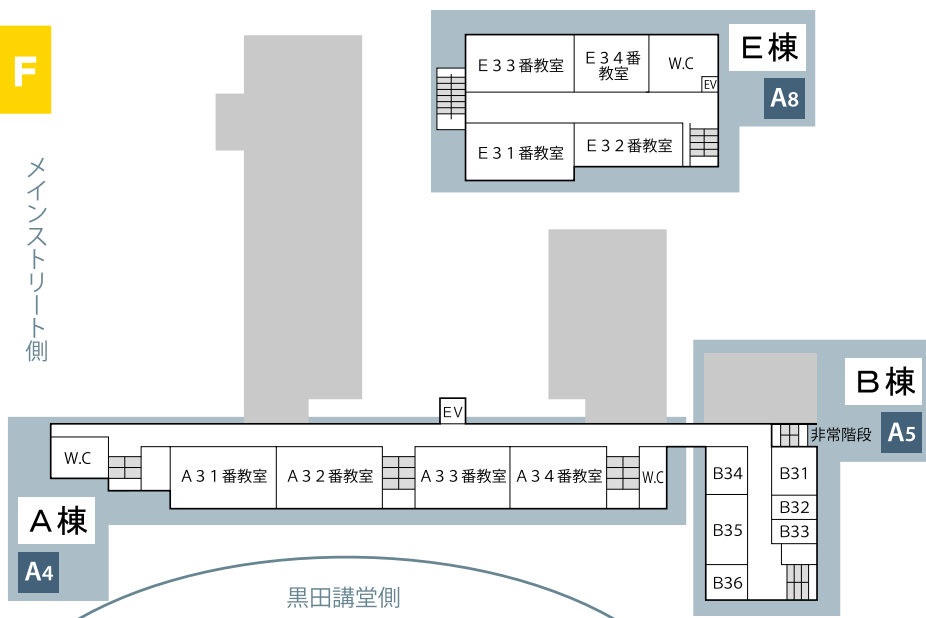 F
メインストリート側
E棟
A8
E33番教室
E34番
教室
W.C
EV
E31番教室
E32番教室
B棟
A5
非常階段
EV
W.C
A31番教室
A32番教室
A33番教室
A34番教室
W.C
B34
B31
B32
B33
B35
B36
A棟
A4
黒田講堂側